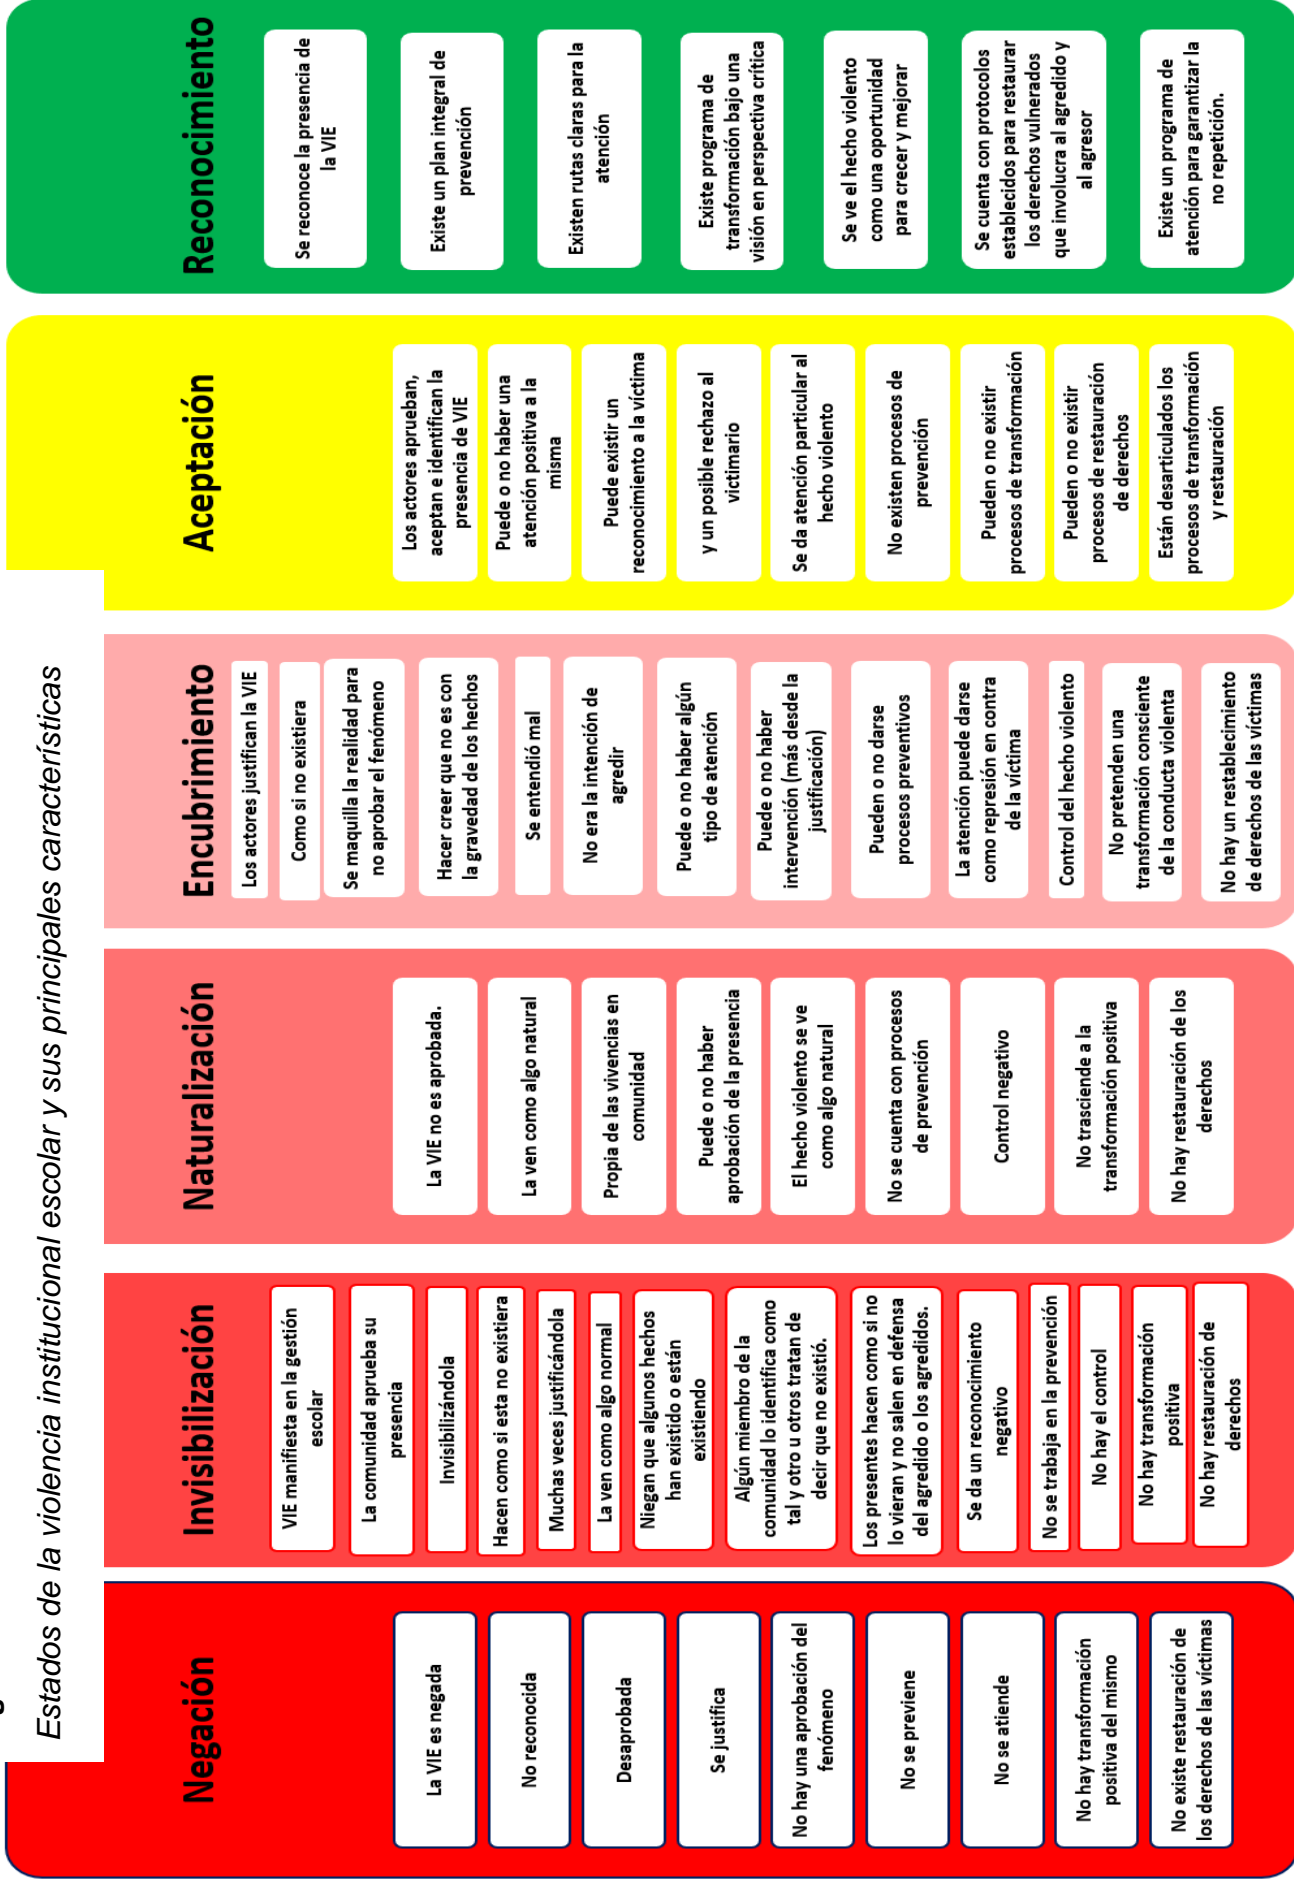 Estados de la violencia institucional escolar y sus principales características
Negación
La VIE es negada
No reconocida
Desaprobada
Se justifica
No hay una aprobación del
fenómeno
No se previene
No se atiende
No hay transformación
positiva del mismo
No existe restauración de
los derechos de las víctimas
Invisibilización
VIE manifiesta en la gestión
escolar
La comunidad aprueba su
presencia
Invisibilizándola
Hacen como si esta no existiera
Muchas veces justificándola
La ven como algo normal
Niegan que algunos hechos
han existido o están
existiendo
Algún miembro de la
comunidad lo identifica como
tal y otro u otros tratan de
decir que no existió.
Los presentes hacen como si no
lo vieran y no salen en defensa
del agredido o los agredidos.
Se da un reconocimiento
negativo
No se trabaja en la prevención
No hay el control
No hay transformación
positiva
No hay restauración de
derechos
Naturalización
La VIE no es aprobada.
La ven como algo natural
Propia de las vivencias en
comunidad
Puede o no haber
aprobación de la presencia
El hecho violento se ve
como algo natural
No se cuenta con procesos
de prevención
Control negativo
No trasciende a la
transformación positiva
No hay restauración de los
derechos
Encubrimiento
Los actores justifican la VIE
Como si no existiera
Se maquilla la realidad para
no aprobar el fenómeno
Hacer creer que no es con
la gravedad de los hechos
Se entendió mal
No era la intención de
agredir
Puede o no haber algún
tipo de atención
Puede o no haber
intervención (más desde la
justificación)
Pueden o no darse
procesos preventivos
La atención puede darse
como represión en contra
de la víctima
Control del hecho violento
No pretenden una
transformación consciente
de la conducta violenta
No hay un restablecimiento
de derechos de las víctimas
Aceptación
Los actores aprueban,
aceptan e identifican la
presencia de VIE
Puede o no haber una
atención positiva a la
misma
Puede existir un
reconocimiento a la víctima
y un posible rechazo al
victimario
Se da atención particular al
hecho violento
No existen procesos de
prevención
Pueden o no existir
procesos de transformación
Pueden o no existir
procesos de restauración
de derechos
Están desarticulados los
procesos de transformación
y restauración
Reconocimiento
Se reconoce la presencia de
la VIE
Existe un plan integral de
prevención
Existen rutas claras para la
atención
Existe programa de
transformación bajo una
visión en perspectiva crítica
Se ve el hecho violento
como una oportunidad
para crecer y mejorar
Se cuenta con protocolos
establecidos para restaurar
los derechos vulnerados
que involucra al agredido y
al agresor
Existe un programa de
atención para garantizar la
no repetición.